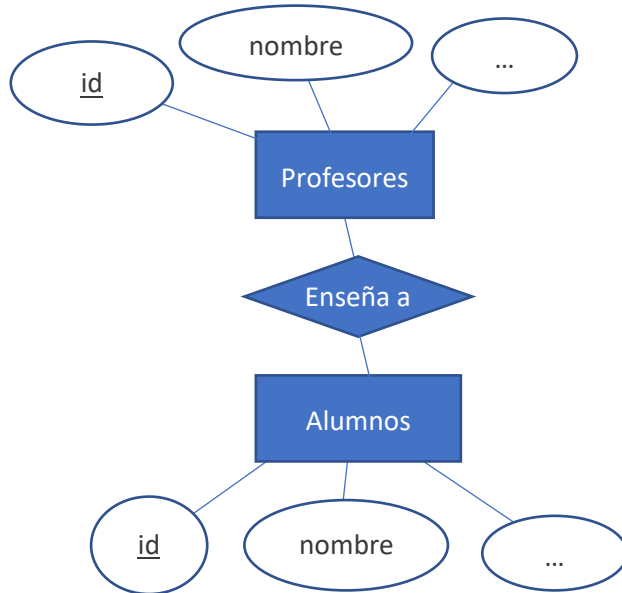 nombre
id
...
Profesores
Enseña a
Alumnos
id
nombre
...